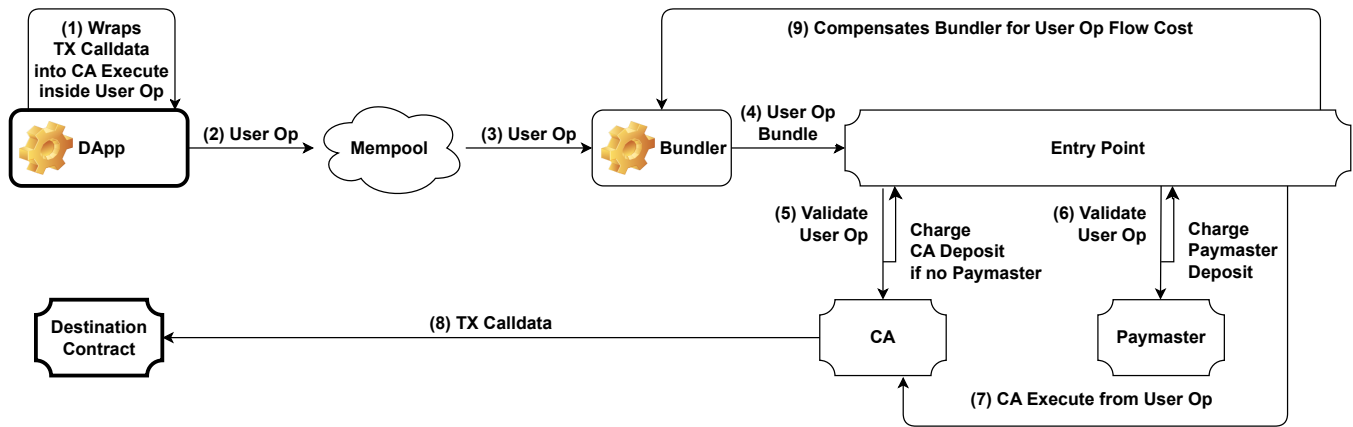 (1) Wraps
TX Calldata
into CA Execute
inside User Op
(9) Compensates Bundler for User Op Flow Cost
DApp
(2) User Op
Mempool
(3) User Op
Bundler
(4) User Op
Bundle
Entry Point
(5) Validate
User Op
Charge
CA Deposit
if no Paymaster
(6) Validate
User Op
Charge
Paymaster
Deposit
Destination
Contract
(8) TX Calldata
CA
Paymaster
(7) CA Execute from User Op